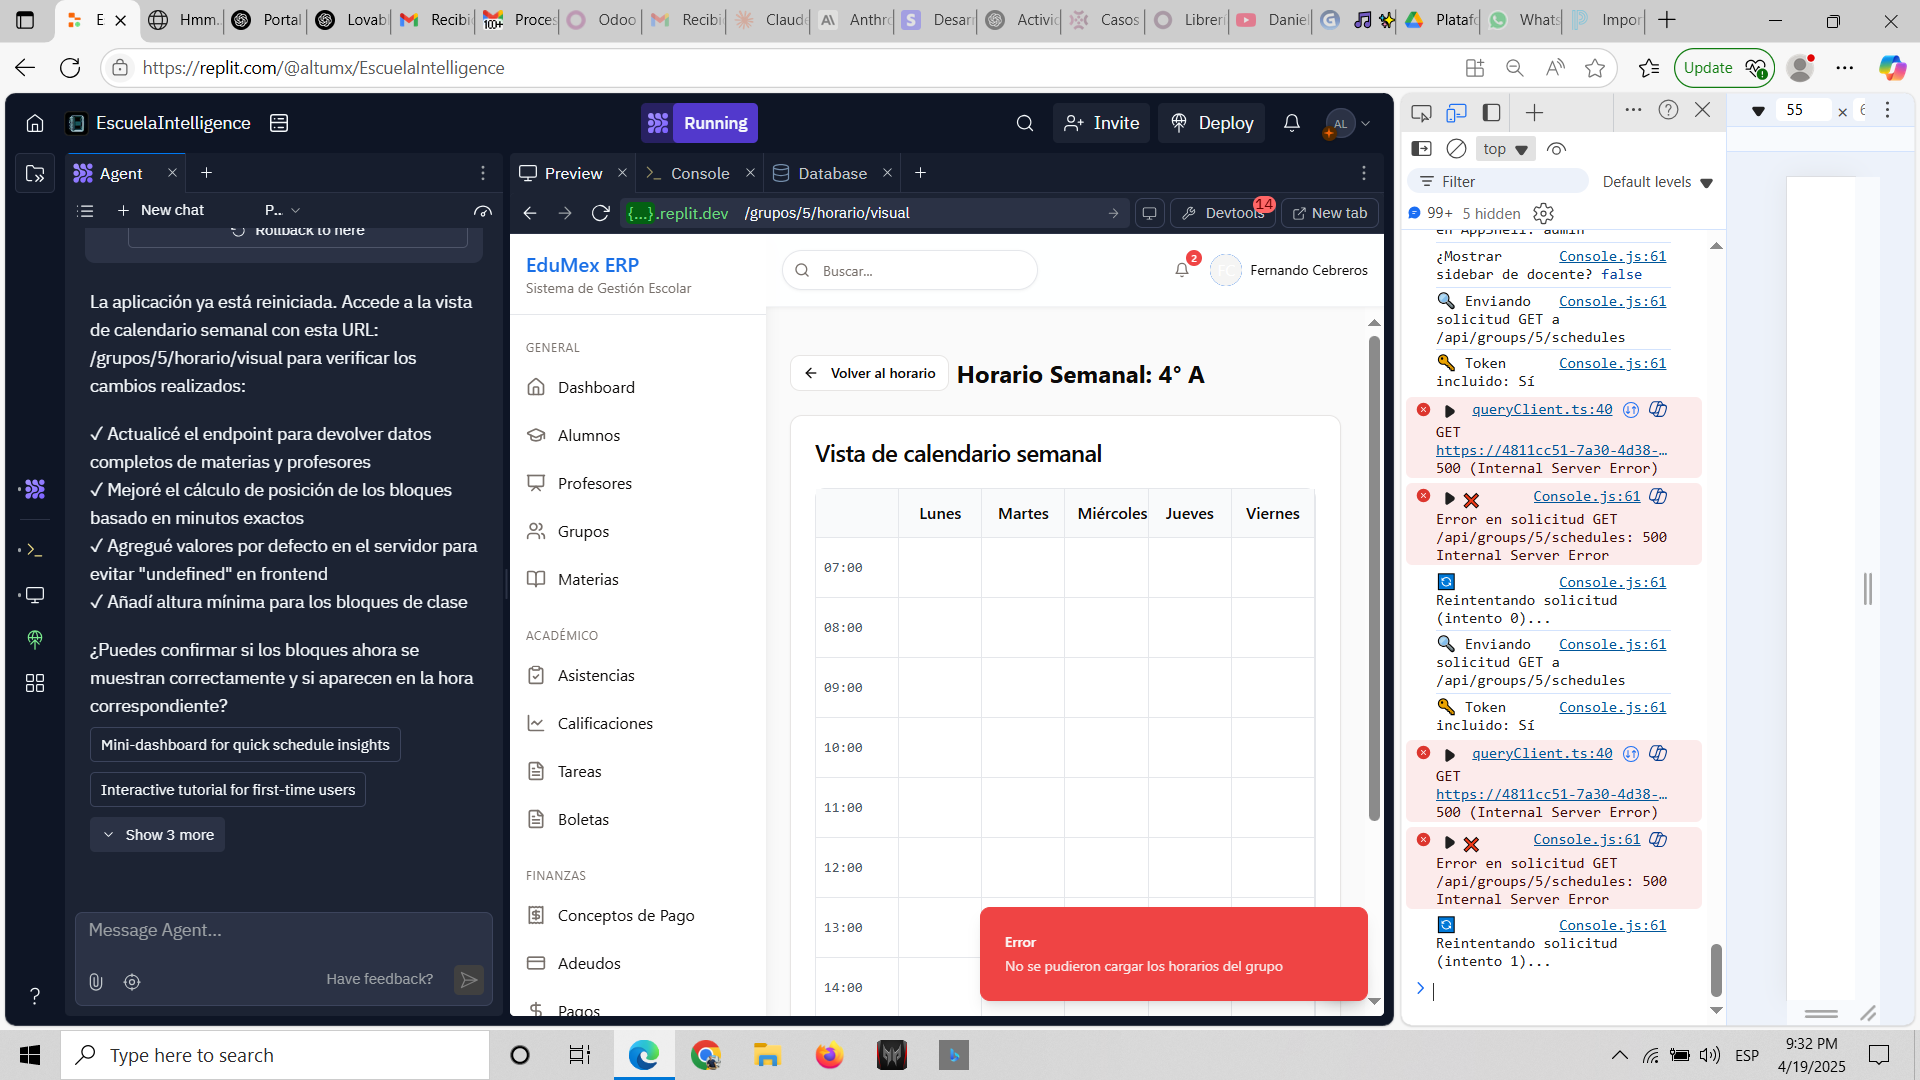 E
Hmm.
Portal
Lovab
Recibi
Proces
100+
Odoo
Recibi
Claud
Anthr
Desarr
Activic
Casos
Librer
Daniel
Platafo
Whats
Impor
https://replit.com/@altumx/EscuelaIntelligence
Update
EscuelaIntelligence
Running
Invite
Deploy
AL
Agent
New chat
P...
Preview
Console
Database
{...}.replit.dev /grupos/5/horario/visual
Devtools
14
New tab
Rollback to here
La aplicación ya está reiniciada. Accede a la vista
de calendario semanal con esta URL:
/grupos/5/horario/visual para verificar los
cambios realizados:
✓ Actualicé el endpoint para devolver datos
completos de materias y profesores
✓ Mejoré el cálculo de posición de los bloques
basado en minutos exactos
✓ Agregué valores por defecto en el servidor para
evitar "undefined" en frontend
✓ Añadí altura mínima para los bloques de clase
¿Puedes confirmar si los bloques ahora se
muestran correctamente y si aparecen en la hora
correspondiente?
Mini-dashboard for quick schedule insights
Interactive tutorial for first-time users
Show 3 more
Message Agent...
Have feedback?
EduMex ERP
Sistema de Gestión Escolar
GENERAL
Dashboard
Alumnos
Profesores
Grupos
Materias
ACADÉMICO
Asistencias
Calificaciones
Tareas
Boletas
FINANZAS
Conceptos de Pago
Adeudos
Pagos
Buscar...
2
FC
Fernando Cebreros
Volver al horario
Horario Semanal: 4° A
Vista de calendario semanal
Lunes Martes Miércoles Jueves Viernes
07:00
08:00
09:00
10:00
11:00
12:00
13:00
14:00
Error
No se pudieron cargar los horarios del grupo
top
Filter
Default levels
99+ 5 hidden
en AppShell: admin
¿Mostrar Console.js:61
sidebar de docente? false
Enviando Console.js:61
solicitud GET a
/api/groups/5/schedules
Token Console.js:61
incluido: Sí
queryClient.ts:40
GET
https://4811cc51-7a30-4d38-…
500 (Internal Server Error)
Console.js:61
Error en solicitud GET
/api/groups/5/schedules: 500
Internal Server Error
Console.js:61
Reintentando solicitud
(intento 0)...
Enviando Console.js:61
solicitud GET a
/api/groups/5/schedules
Token Console.js:61
incluido: Sí
queryClient.ts:40
GET
https://4811cc51-7a30-4d38-…
500 (Internal Server Error)
Console.js:61
Error en solicitud GET
/api/groups/5/schedules: 500
Internal Server Error
Console.js:61
Reintentando solicitud
(intento 1)...
55 ×
Type here to search
ESP
9:32 PM
4/19/2025